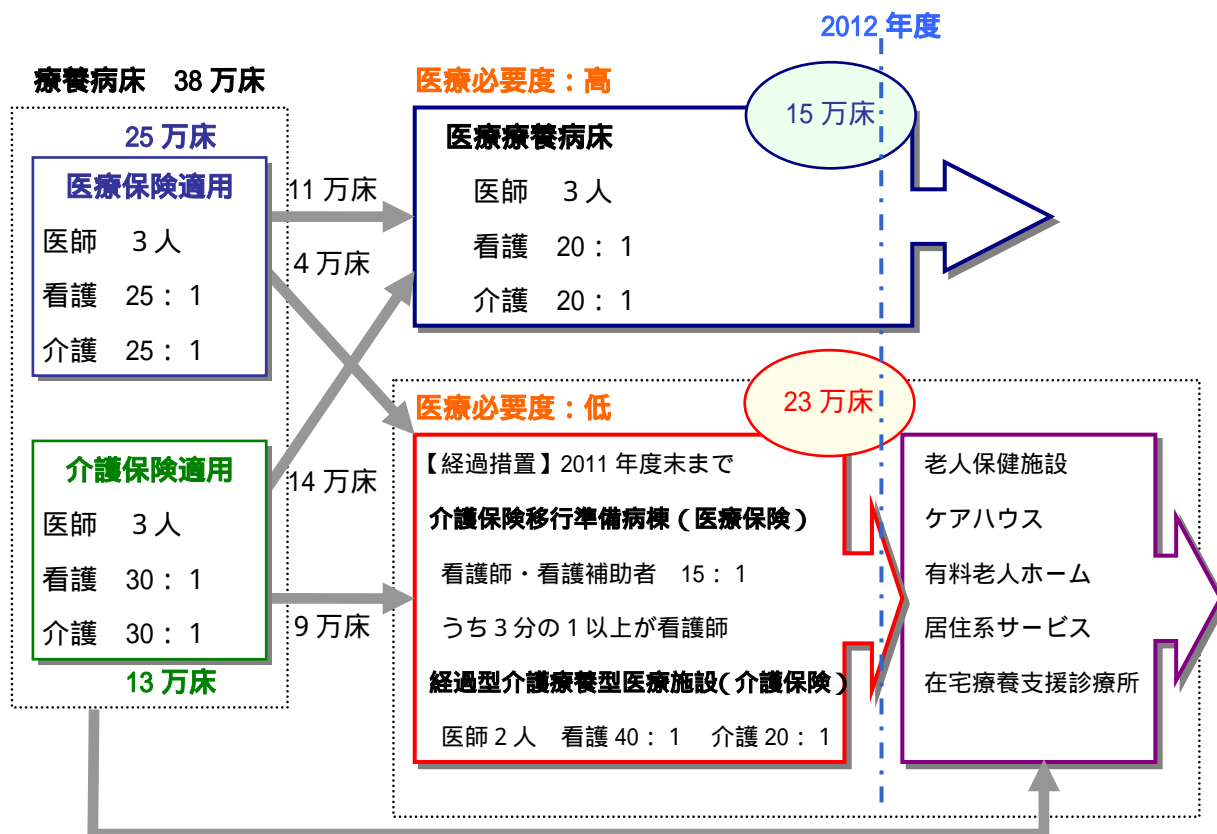 2012 年度
療養病床　38 万床
25 万床
医療保険適用
医師　3 人
看護　25：1
介護　25：1
介護保険適用
医師　3 人
看護　30：1
介護　30：1
13 万床
11 万床
4 万床
14 万床
9 万床
医療必要度：高
15 万床
医療療養病床
医師　3 人
看護　20：1
介護　20：1
医療必要度：低
23 万床
【経過措置】2011 年度末まで
介護保険移行準備病棟（医療保険）
看護師・看護補助者　15：1
うち 3 分の 1 以上が看護師
経過型介護療養型医療施設（介護保険）
医師 2 人　看護 40：1　介護 20：1
老人保健施設
ケアハウス
有料老人ホーム
居住系サービス
在宅療養支援診療所